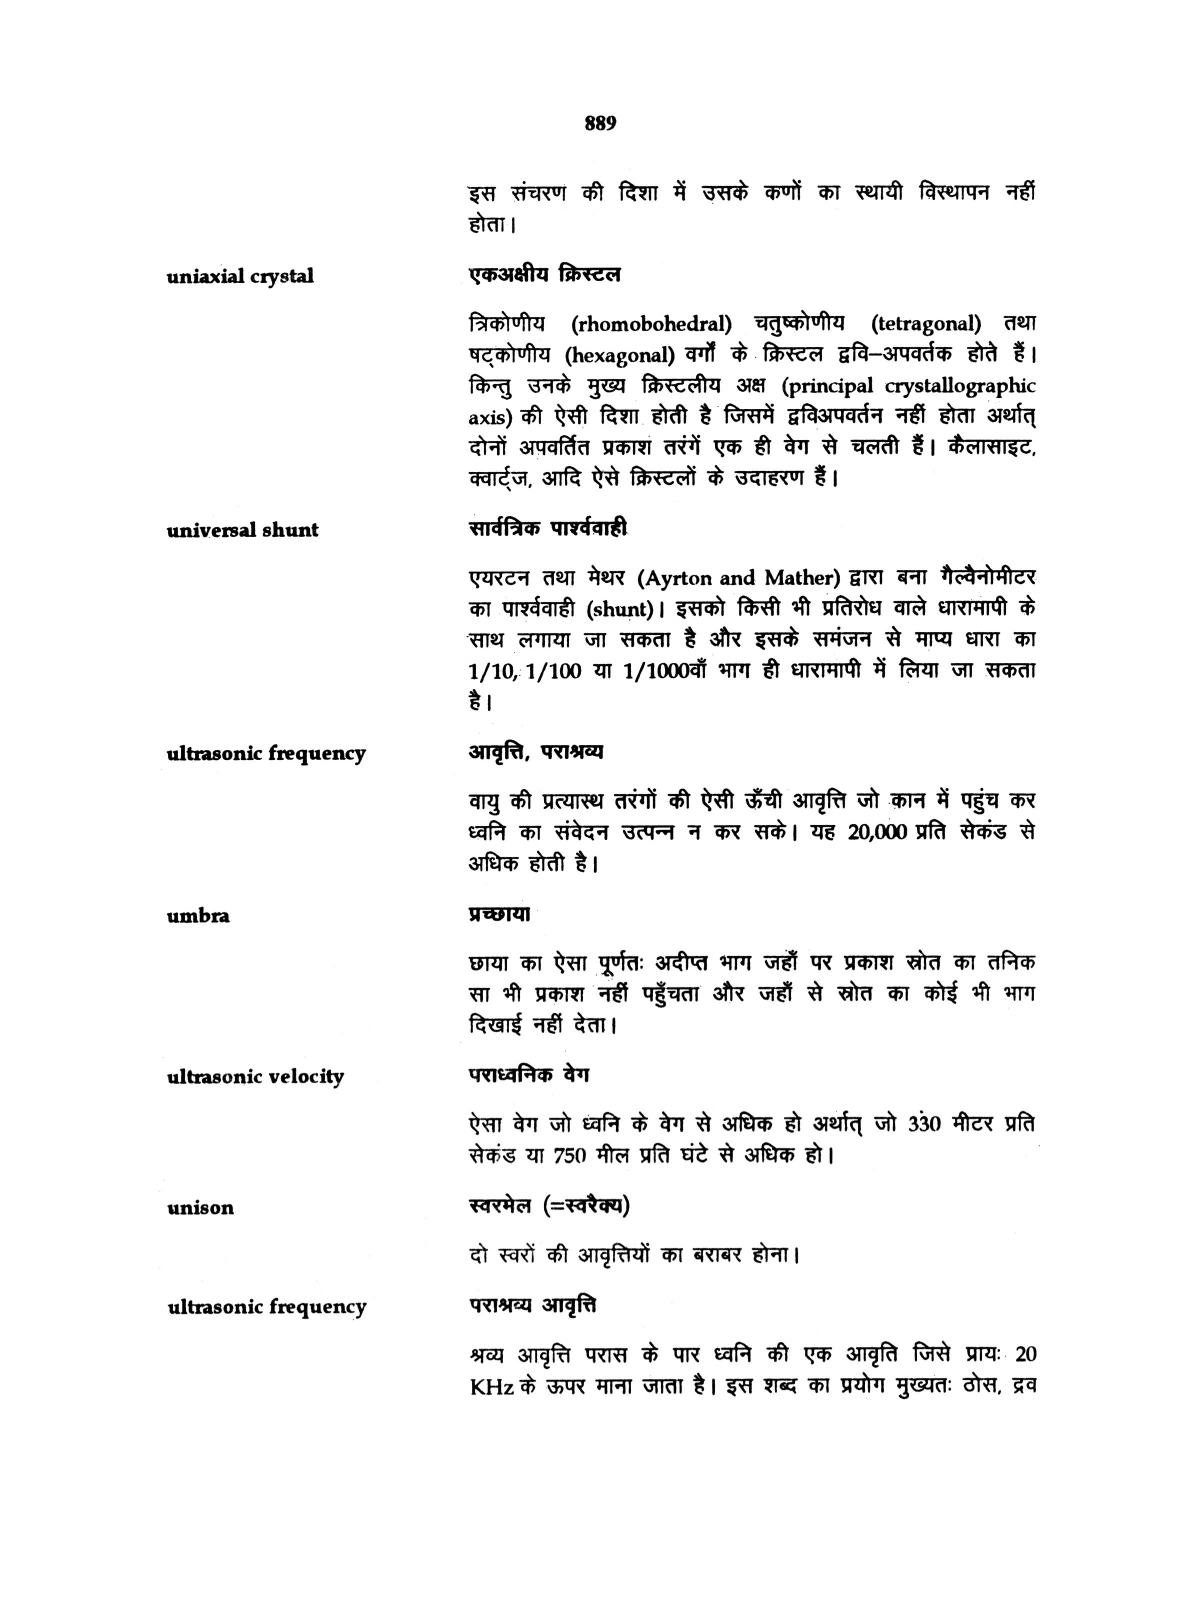 889
इस संचरण की दिशा में उसके कणों का स्थायी विस्थापन नहीं
होता।
uniaxial crystal एकअक्षीय क्रिस्टल
त्रिकोणीय (rhomobohedral) चतुष्कोणीय (tetragonal) तथा
षट्कोणीय (hexagonal) वर्गों के क्रिस्टल द्ववि–अपवर्तक होते हैं।
किन्तु उनके मुख्य क्रिस्टलीय अक्ष (principal crystallographic
axis) की ऐसी दिशा होती है जिसमें द्वविअपवर्तन नहीं होता अर्थात्
दोनों अपवर्तित प्रकाश तरंगें एक ही वेग से चलती हैं। कैलासाइट,
क्वार्ट्ज, आदि ऐसे क्रिस्टलों के उदाहरण हैं।
universal shunt सार्वत्रिक पार्श्ववाही
एयरटन तथा मेथर (Ayrton and Mather) द्वारा बना गैल्वैनोमीटर
का पार्श्ववाही (shunt)। इसको किसी भी प्रतिरोध वाले धारामापी के
साथ लगाया जा सकता है और इसके समंजन से माप्य धारा का
1/10, 1/100 या 1/1000वाँ भाग ही धारामापी में लिया जा सकता
है।
ultrasonic frequency आवृत्ति, पराश्रव्य
वायु की प्रत्यास्थ तरंगों की ऐसी ऊँची आवृत्ति जो कान में पहुंच कर
ध्वनि का संवेदन उत्पन्न न कर सके। यह 20,000 प्रति सेकंड से
अधिक होती है।
umbra प्रच्छाया
छाया का ऐसा पूर्णतः अदीप्त भाग जहाँ पर प्रकाश स्रोत का तनिक
सा भी प्रकाश नहीं पहुँचता और जहाँ से स्रोत का कोई भी भाग
दिखाई नहीं देता।
ultrasonic velocity पराध्वनिक वेग
ऐसा वेग जो ध्वनि के वेग से अधिक हो अर्थात् जो 330 मीटर प्रति
सेकंड या 750 मील प्रति घंटे से अधिक हो।
unison स्वरमेल (=स्वरैक्य)
दो स्वरों की आवृत्तियों का बराबर होना।
ultrasonic frequency पराश्रव्य आवृत्ति
श्रव्य आवृत्ति परास के पार ध्वनि की एक आवृति जिसे प्रायः 20
KHz के ऊपर माना जाता है। इस शब्द का प्रयोग मुख्यतः ठोस, द्रव